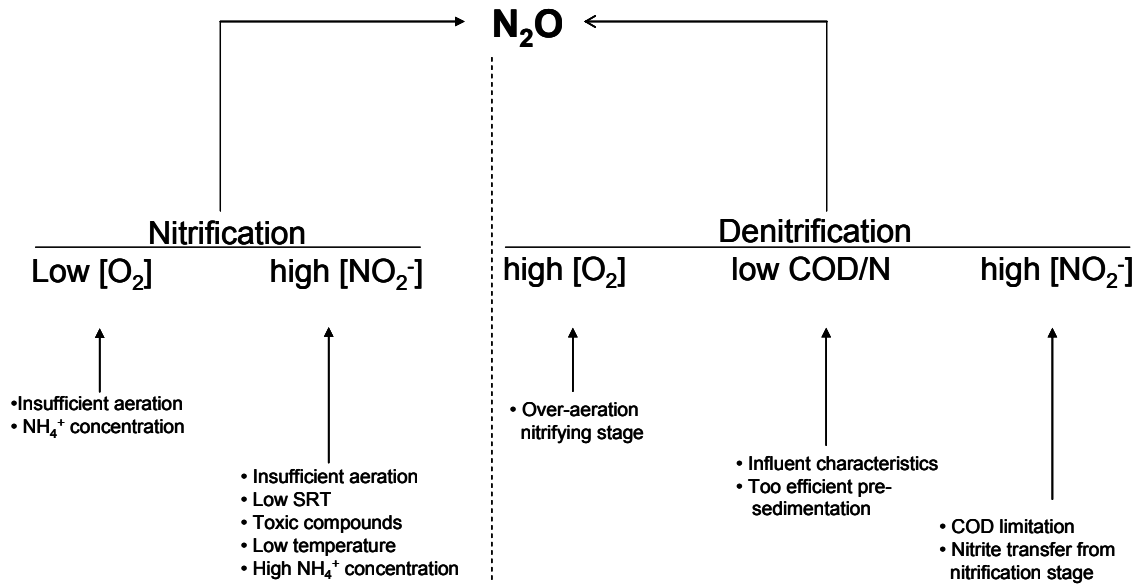 N₂O
Nitrification
Low [O₂]
high [NO₂⁻]
•Insufficient aeration
• NH₄⁺ concentration
• Insufficient aeration
• Low SRT
• Toxic compounds
• Low temperature
• High NH₄⁺ concentration
Denitrification
high [O₂]
low COD/N
high [NO₂⁻]
• Over-aeration
nitrifying stage
• Influent characteristics
• Too efficient pre-
sedimentation
• COD limitation
• Nitrite transfer from
nitrification stage